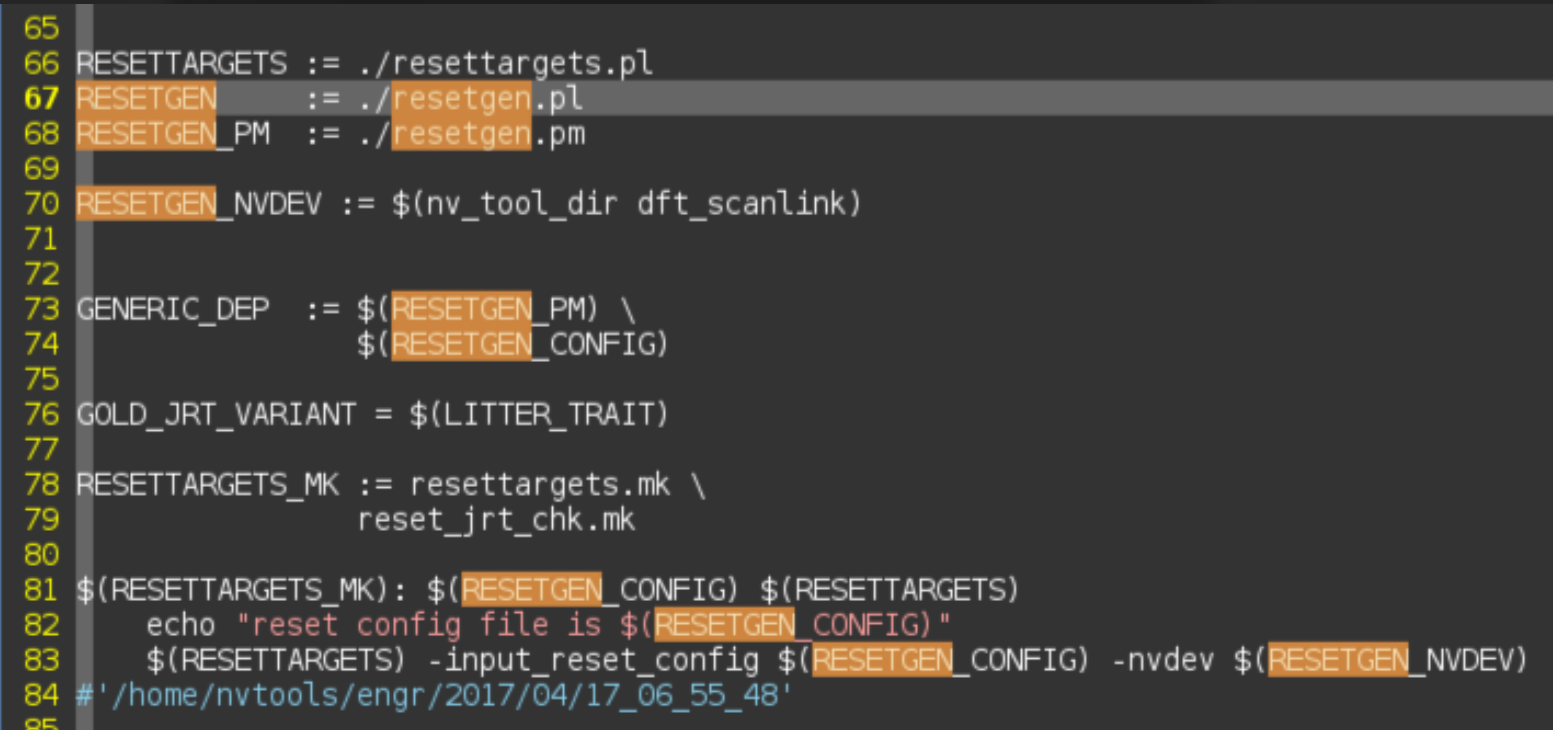 65
66 RESETTARGETS := ./resettargets.pl
67 RESETGEN     := ./resetgen.pl
68 RESETGEN_PM  := ./resetgen.pm
69
70 RESETGEN_NVDEV := $(nv_tool_dir dft_scanlink)
71
72
73 GENERIC_DEP  := $(RESETGEN_PM) \
74                 $(RESETGEN_CONFIG)
75
76 GOLD_JRT_VARIANT = $(LITTER_TRAIT)
77
78 RESETTARGETS_MK := resettargets.mk \
79                 reset_jrt_chk.mk
80
81 $(RESETTARGETS_MK): $(RESETGEN_CONFIG) $(RESETTARGETS)
82     echo "reset config file is $(RESETGEN_CONFIG)"
83     $(RESETTARGETS) -input_reset_config $(RESETGEN_CONFIG) -nvdev $(RESETGEN_NVDEV)
84 #'/home/nvtools/engr/2017/04/17_06_55_48'
85